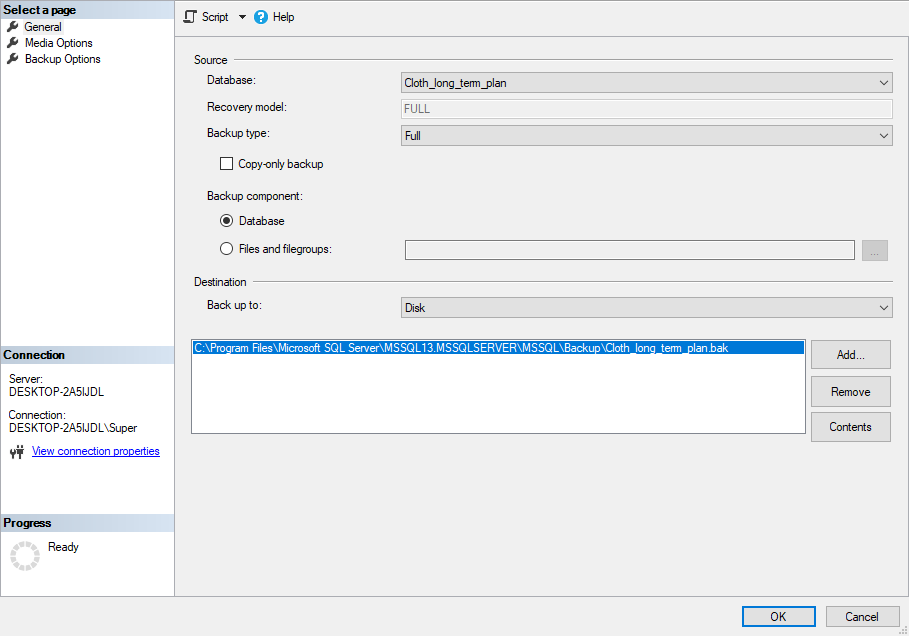 Select a page
General
Media Options
Backup Options
Script
Help
Source
Database:
Cloth_long_term_plan
Recovery model:
FULL
Backup type:
Full
Copy-only backup
Backup component:
Database
Files and filegroups:
...
Destination
Back up to:
Disk
C:\Program Files\Microsoft SQL Server\MSSQL13.MSSQLSERVER\MSSQL\Backup\Cloth_long_term_plan.bak
Add...
Remove
Contents
Connection
Server:
DESKTOP-2A5IJDL
Connection:
DESKTOP-2A5IJDL\Super
View connection properties
Progress
Ready
OK
Cancel